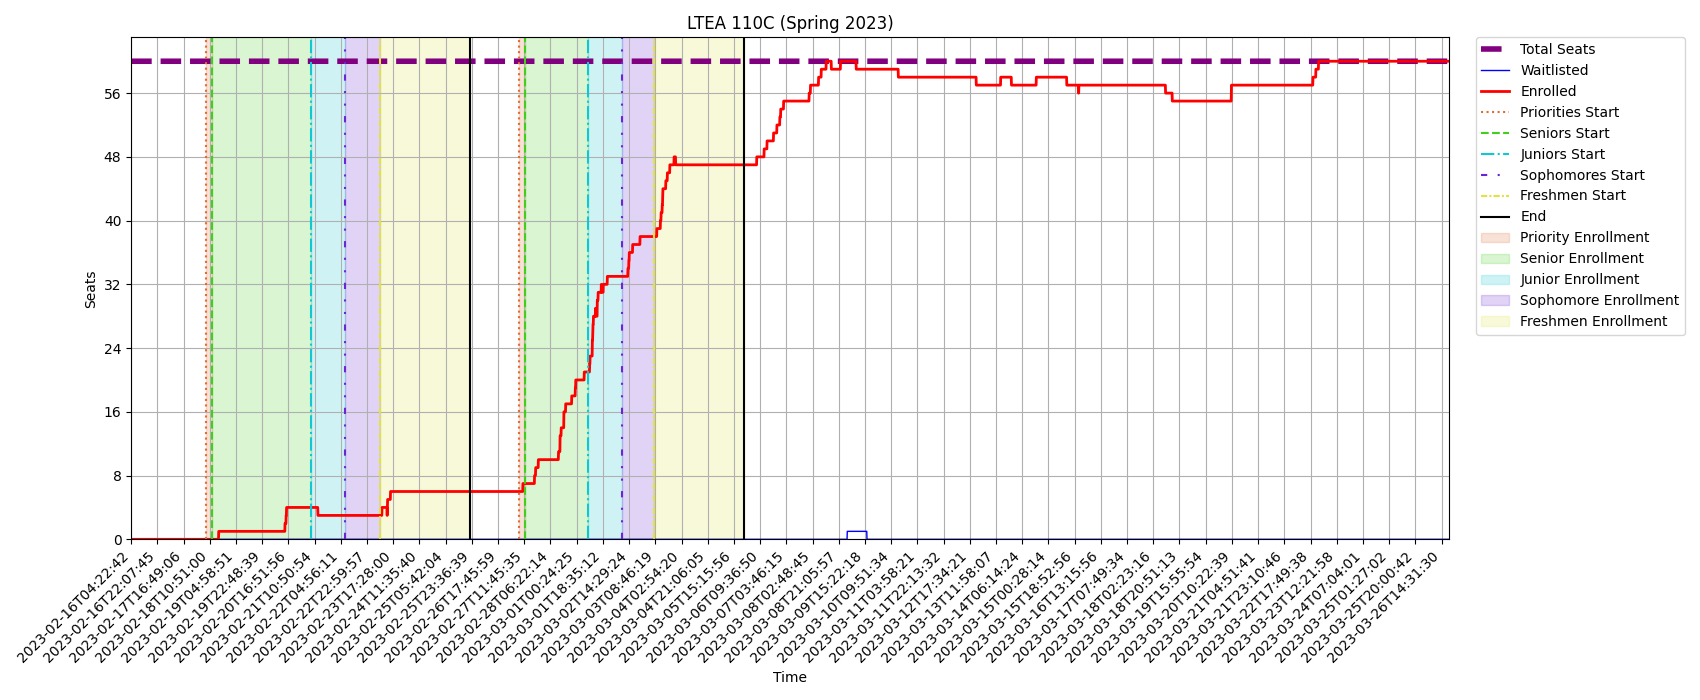 LTEA 110C (Spring 2023)
Seats
56
48
40
32
24
16
8
0
2023-02-16T04:22:42
2023-02-16T22:07:45
2023-02-17T16:49:06
2023-02-18T10:51:00
2023-02-19T04:58:51
2023-02-19T22:48:39
2023-02-20T16:51:56
2023-02-21T10:50:54
2023-02-22T04:56:11
2023-02-22T22:59:57
2023-02-23T17:28:00
2023-02-24T11:35:40
2023-02-25T05:42:04
2023-02-25T23:36:39
2023-02-26T17:45:59
2023-02-27T11:45:35
2023-02-28T06:22:14
2023-03-01T00:24:25
2023-03-01T18:35:12
2023-03-02T14:29:24
2023-03-03T08:46:19
2023-03-04T02:54:20
2023-03-04T21:06:05
2023-03-05T15:15:56
2023-03-06T09:36:50
2023-03-07T03:46:15
2023-03-08T02:48:45
2023-03-08T21:05:57
2023-03-09T15:22:18
2023-03-10T09:51:34
2023-03-11T03:58:21
2023-03-11T22:13:32
2023-03-12T17:34:21
2023-03-13T11:58:07
2023-03-14T06:14:24
2023-03-15T00:28:14
2023-03-15T18:52:56
2023-03-16T13:15:56
2023-03-17T07:49:34
2023-03-18T02:23:16
2023-03-18T20:51:13
2023-03-19T15:55:54
2023-03-20T10:22:39
2023-03-21T04:51:41
2023-03-21T23:10:46
2023-03-22T17:49:38
2023-03-23T12:21:58
2023-03-24T07:04:01
2023-03-25T01:27:02
2023-03-25T20:00:42
2023-03-26T14:31:30
Time
Total Seats
Waitlisted
Enrolled
Priorities Start
Seniors Start
Juniors Start
Sophomores Start
Freshmen Start
End
Priority Enrollment
Senior Enrollment
Junior Enrollment
Sophomore Enrollment
Freshmen Enrollment